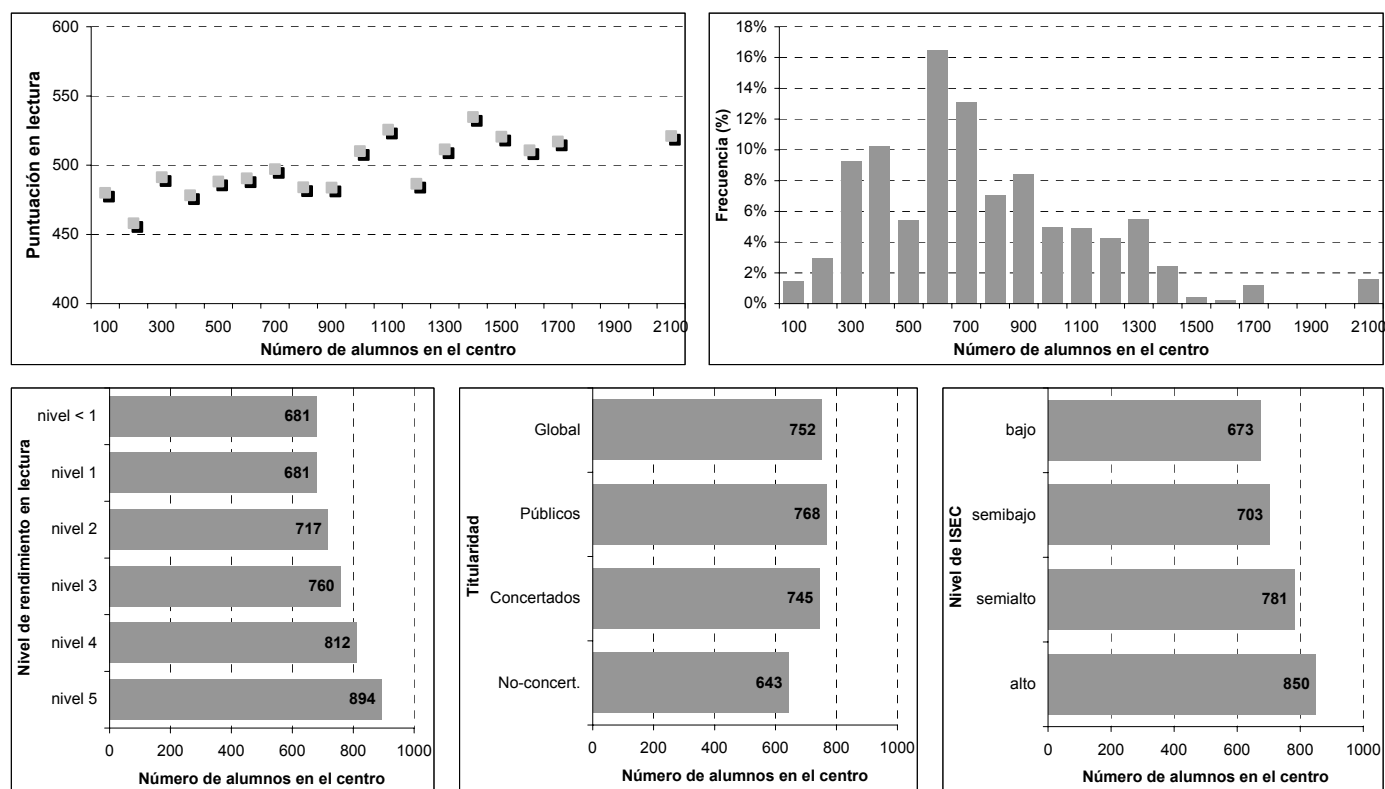 600
550
500
450
400
Puntuación en lectura
100 300 500 700 900 1100 1300 1500 1700 1900 2100
Número de alumnos en el centro
18%
16%
14%
12%
10%
8%
6%
4%
2%
0%
Frecuencia (%)
100 300 500 700 900 1100 1300 1500 1700 1900 2100
Número de alumnos en el centro
Nivel de rendimiento en lectura
nivel < 1 681
nivel 1 681
nivel 2 717
nivel 3 760
nivel 4 812
nivel 5 894
0 200 400 600 800 1000
Número de alumnos en el centro
Titularidad
Global 752
Públicos 768
Concertados 745
No-concert. 643
0 200 400 600 800 1000
Número de alumnos en el centro
Nivel de ISEC
bajo 673
semibajo 703
semialto 781
alto 850
0 200 400 600 800 1000
Número de alumnos en el centro